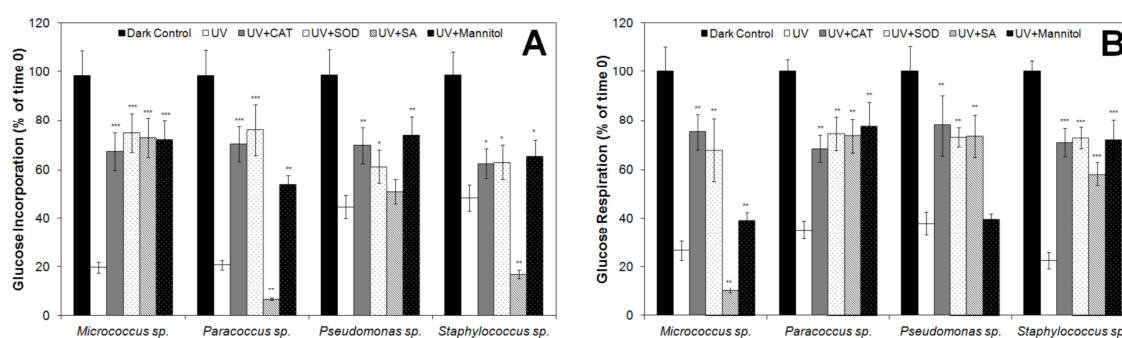 A
Glucose Incorporation (% of time 0)
120
100
80
60
40
20
0
Dark Control UV UV+CAT UV+SOD UV+SA UV+Mannitol
*** *** *** ***
*** *** ** **
** * **
* * ** *
Micrococcus sp. Paracoccus sp. Pseudomonas sp. Staphylococcus sp.
B
Glucose Respiration (% of time 0)
120
100
80
60
40
20
0
Dark Control UV UV+CAT UV+SOD UV+SA UV+Mannitol
** ** ** **
** ** ** **
** ** **
*** *** *** ***
Micrococcus sp. Paracoccus sp. Pseudomonas sp. Staphylococcus sp.